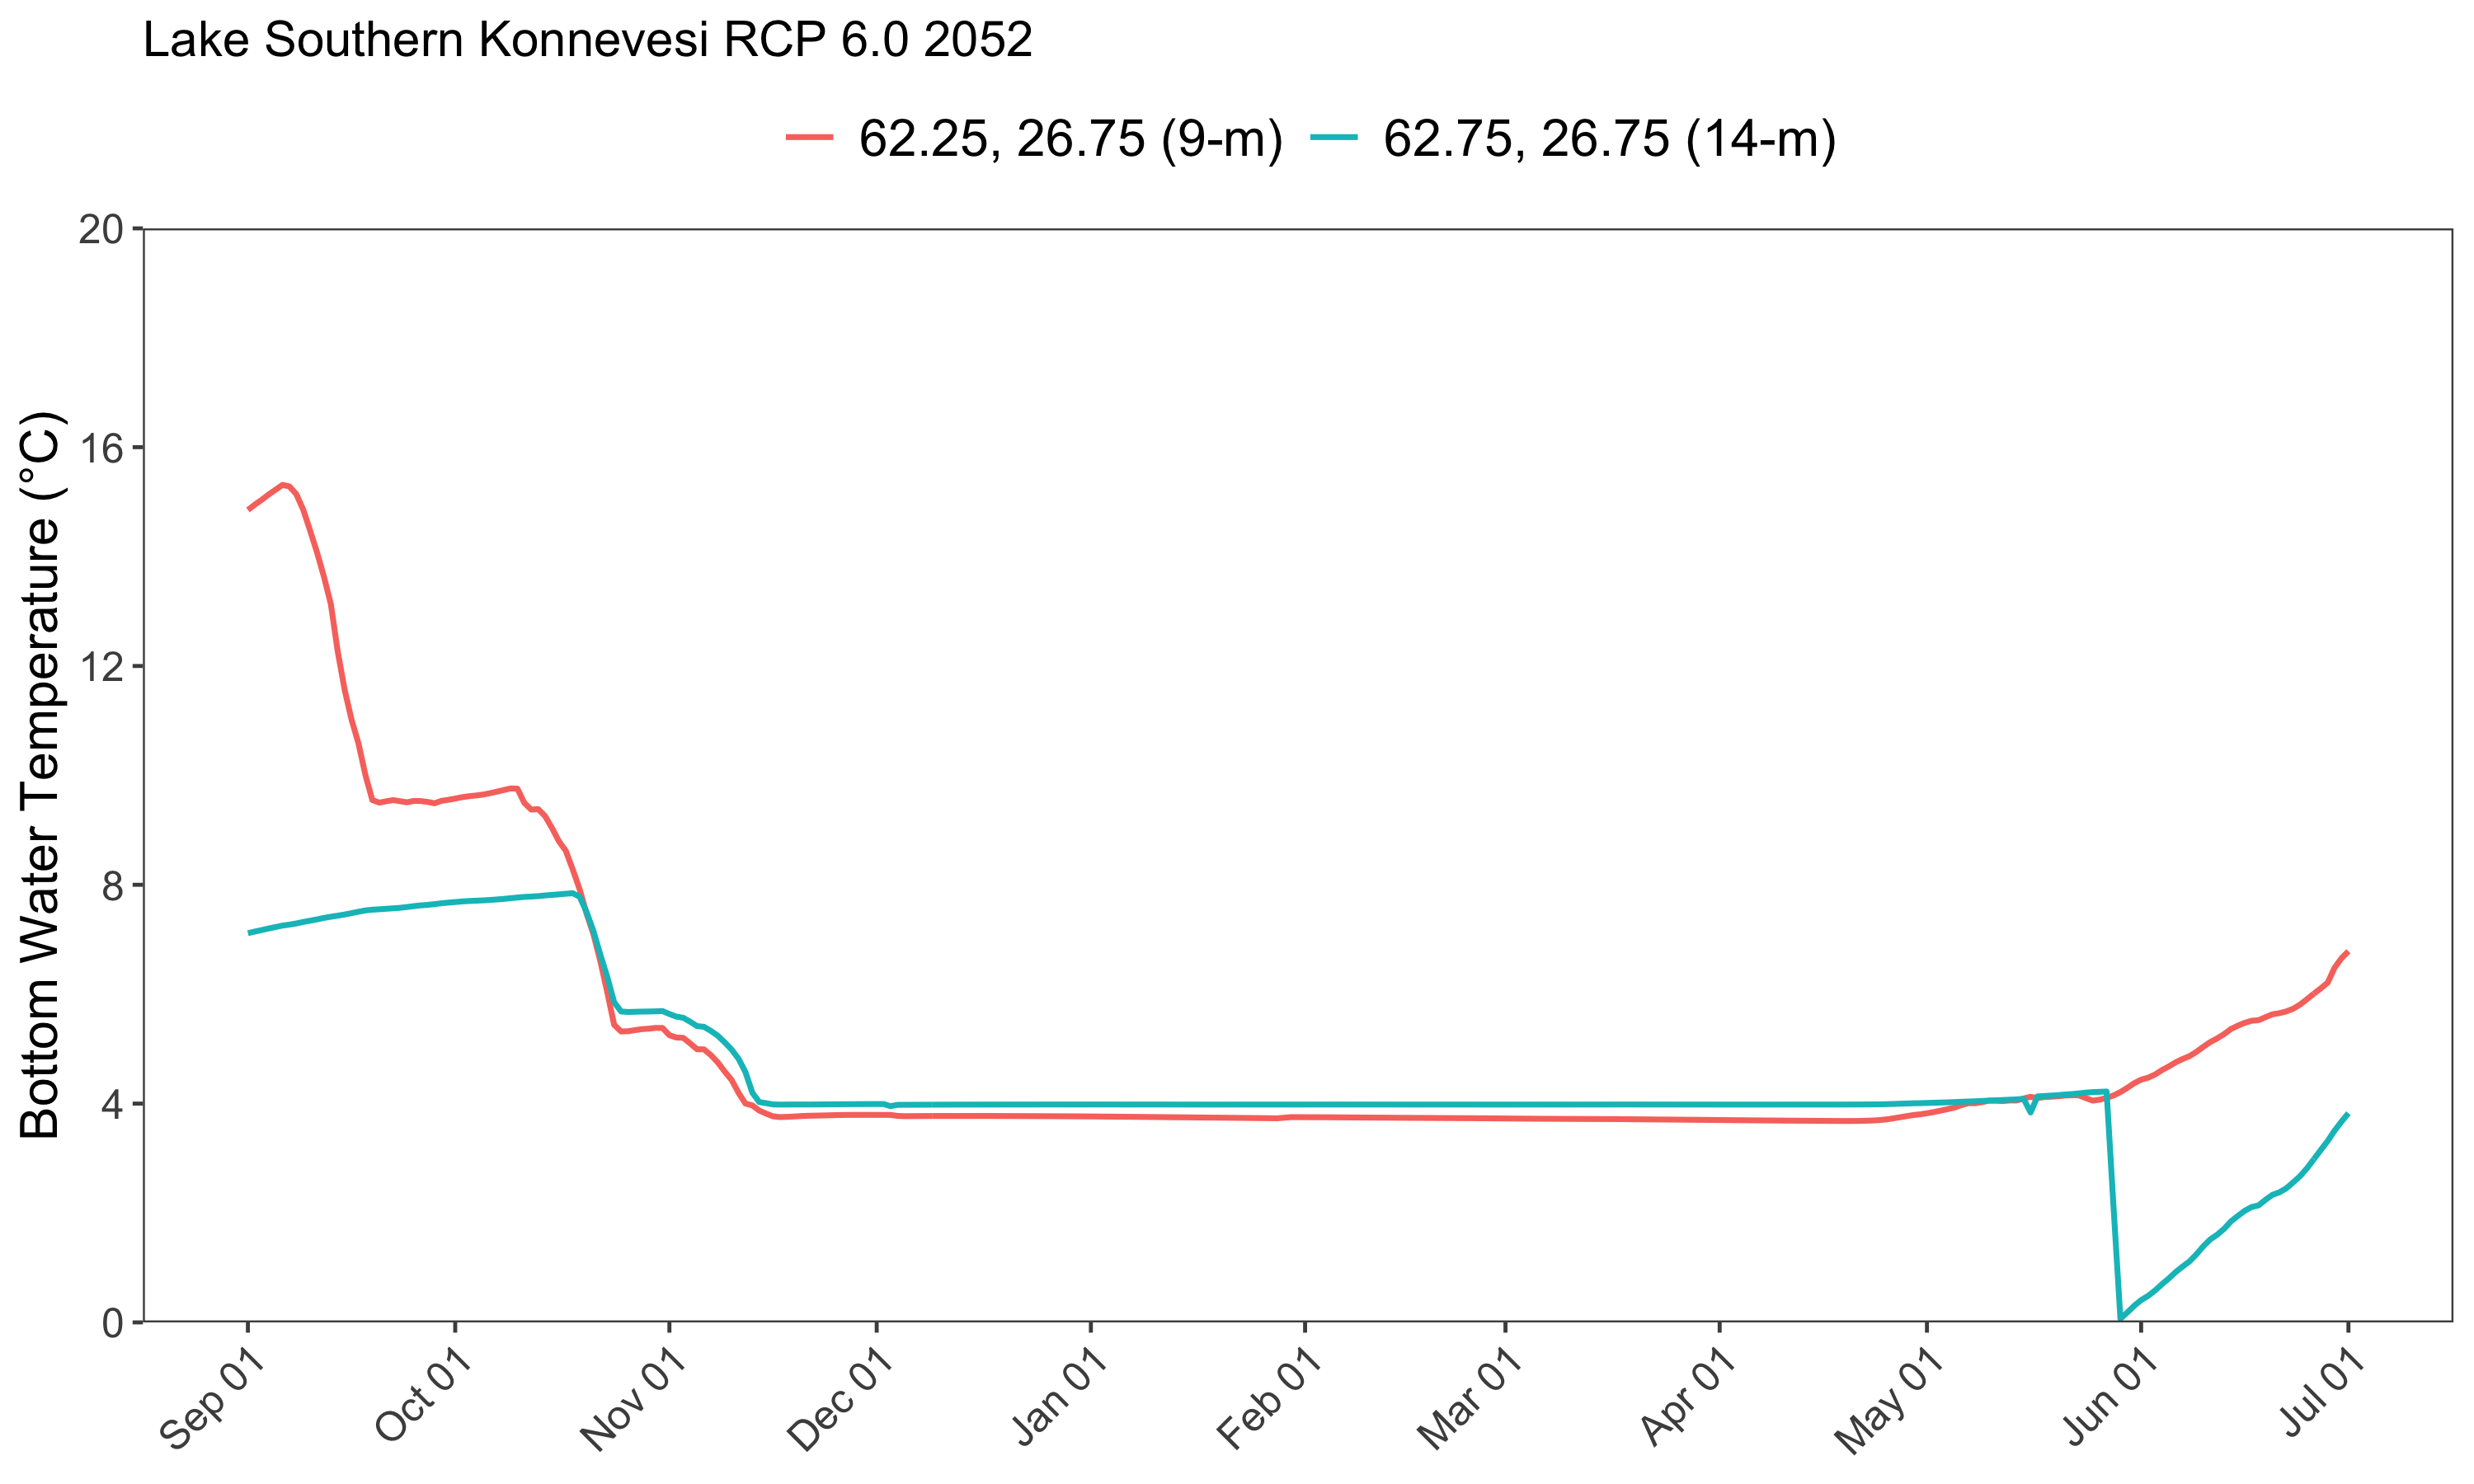 Lake Southern Konnevesi RCP 6.0 2052
62.25, 26.75 (9-m) 62.75, 26.75 (14-m)
Bottom Water Temperature (°C)
20
16
12
8
4
0
Sep 01 Oct 01 Nov 01 Dec 01 Jan 01 Feb 01 Mar 01 Apr 01 May 01 Jun 01 Jul 01